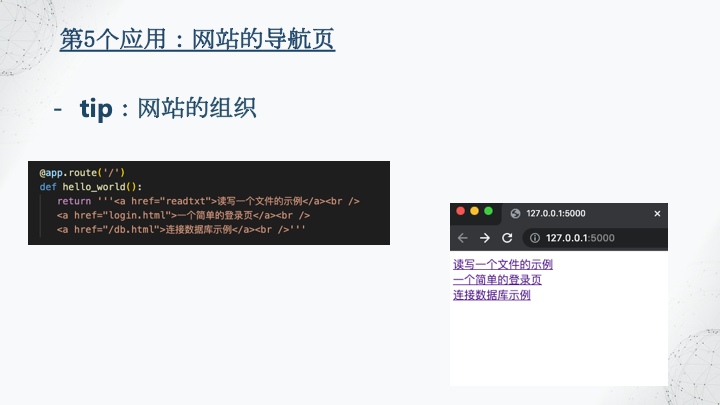 第5个应用：网站的导航页
- tip：网站的组织
@app.route('/')
def hello_world():
return '''<a href="readtxt">读写一个文件的示例</a><br />
<a href="login.html">一个简单的登录页</a><br />
<a href="/db.html">连接数据库示例</a><br />'''
127.0.0.1:5000
127.0.0.1:5000
读写一个文件的示例
一个简单的登录页
连接数据库示例